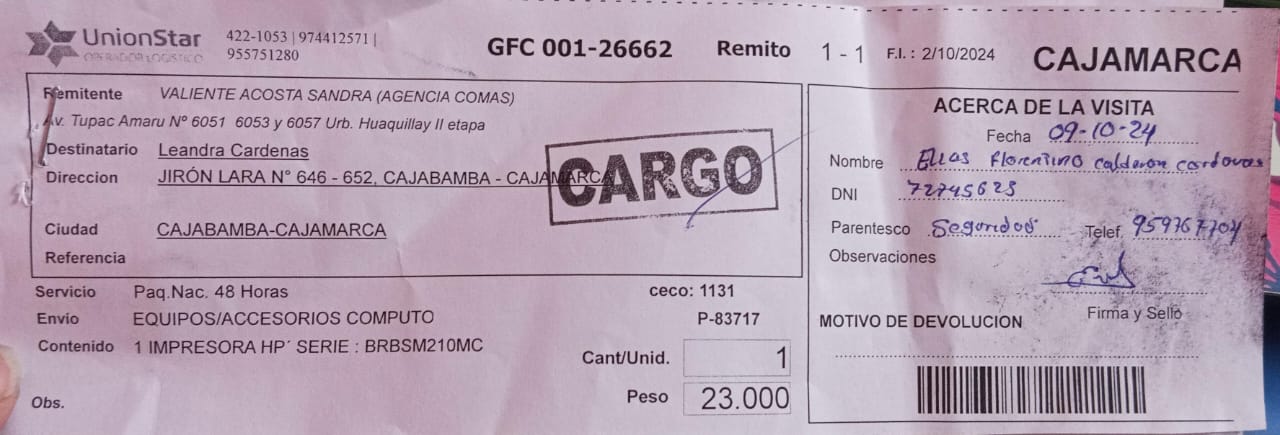 UnionStar
OPERADOR LOGISTICO
422-1053 | 974412571 |
955751280
GFC 001-26662 Remito 1 - 1 F.I. : 2/10/2024 CAJAMARCA
Remitente VALIENTE ACOSTA SANDRA (AGENCIA COMAS)
Av. Tupac Amaru Nº 6051 6053 y 6057 Urb. Huaquillay II etapa
Destinatario Leandra Cardenas
Direccion JIRÓN LARA N° 646 - 652, CAJABAMBA - CAJAMARCA
CARGO
Ciudad CAJABAMBA-CAJAMARCA
Referencia
Servicio Paq.Nac. 48 Horas ceco: 1131
Envio EQUIPOS/ACCESORIOS COMPUTO P-83717
Contenido 1 IMPRESORA HP´ SERIE : BRBSM210MC
Cant/Unid. 1
Peso 23.000
Obs.
ACERCA DE LA VISITA
Fecha 09-10-24
Nombre Elias Florentino Calderon Cordovas
DNI 72745623
Parentesco Seguridad Telef 959767704
Observaciones
Firma y Sello
MOTIVO DE DEVOLUCION